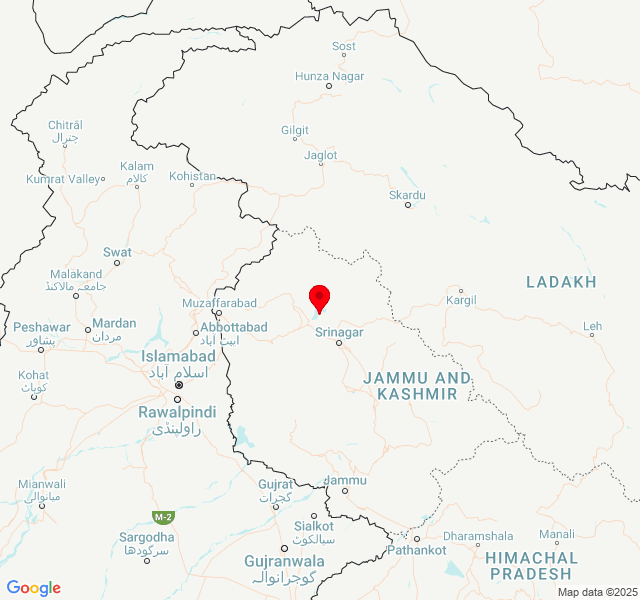 Sost
Hunza Nagar
Chitrāl
چترال
Gilgit
Jaglot
Kalam
كالام
Kumrat Valley
Kohistan
Skardu
Swat
Malakand
جامعہ مالاکنڈ
LADAKH
Kargil
Muzaffarabad
Peshawar
پشاور
Mardan
مردان
Abbottabad
ایبٹ آباد
Srinagar
Leh
Islamabad
اسلام آباد
Kohat
کوہاٹ
JAMMU AND
KASHMIR
Rawalpindi
راولپنڈی
Mianwali
میانوالی
Gujrat
گجرات
Jammu
M-2
Sialkot
سیالکوٹ
Sargodha
سرگودھا
Gujranwala
گوجرانوالہ
Pathankot
Dharamshala
Manali
HIMACHAL
PRADESH
Google
Map data ©2025